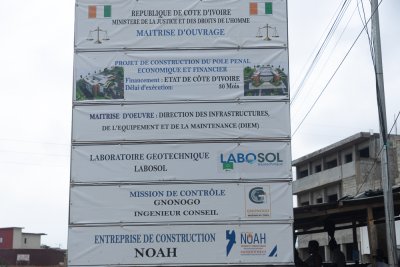 REPUBLIQUE DE COTE D'IVOIRE
MINISTERE DE LA JUSTICE ET DES DROITS DE L'HOMME
MAITRISE D'OUVRAGE
PROJET DE CONSTRUCTION DU POLE PENAL
ECONOMIQUE ET FINANCIER
Financement : ETAT DE CÔTE D'IVOIRE
Délai d'exécution: 30 Mois
MAITRISE D'OEUVRE : DIRECTION DES INFRASTRUCTURES,
DE L'EQUIPEMENT ET DE LA MAINTENANCE (DIEM)
LABORATOIRE GEOTECHNIQUE
LABOSOL
LABOSOL
MISSION DE CONTRÔLE
GNONOGO
INGENIEUR CONSEIL
ENTREPRISE DE CONSTRUCTION
NOAH
NOAH